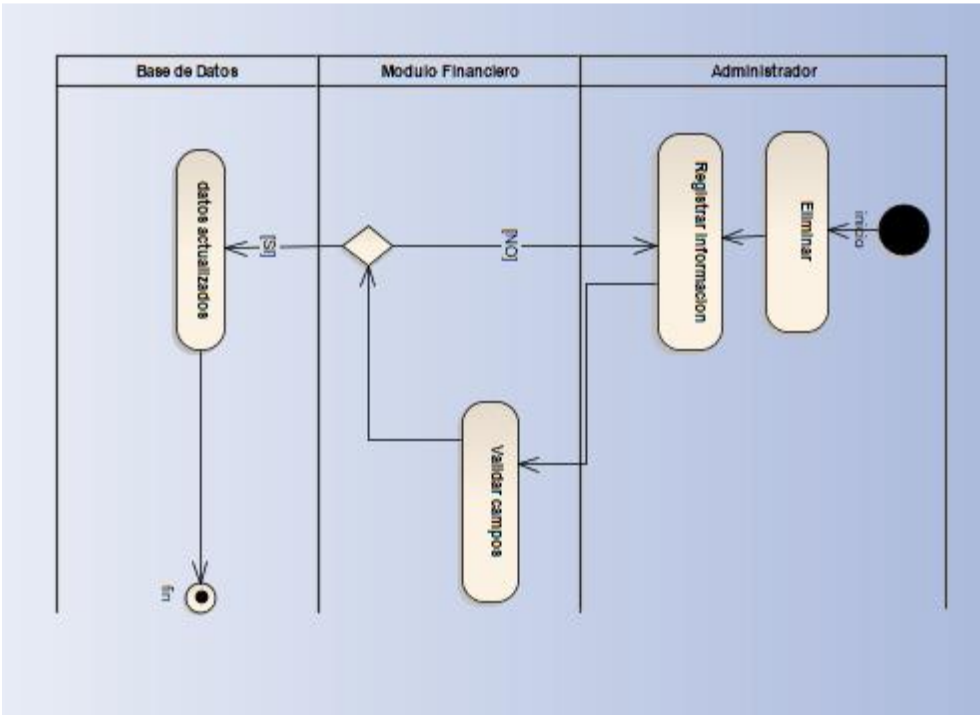 Base de Datos
Modulo Financiero
Administrador
inicio
Eliminar
Registrar informacion
[NO]
[SI]
datos actualizados
Validar campos
fin